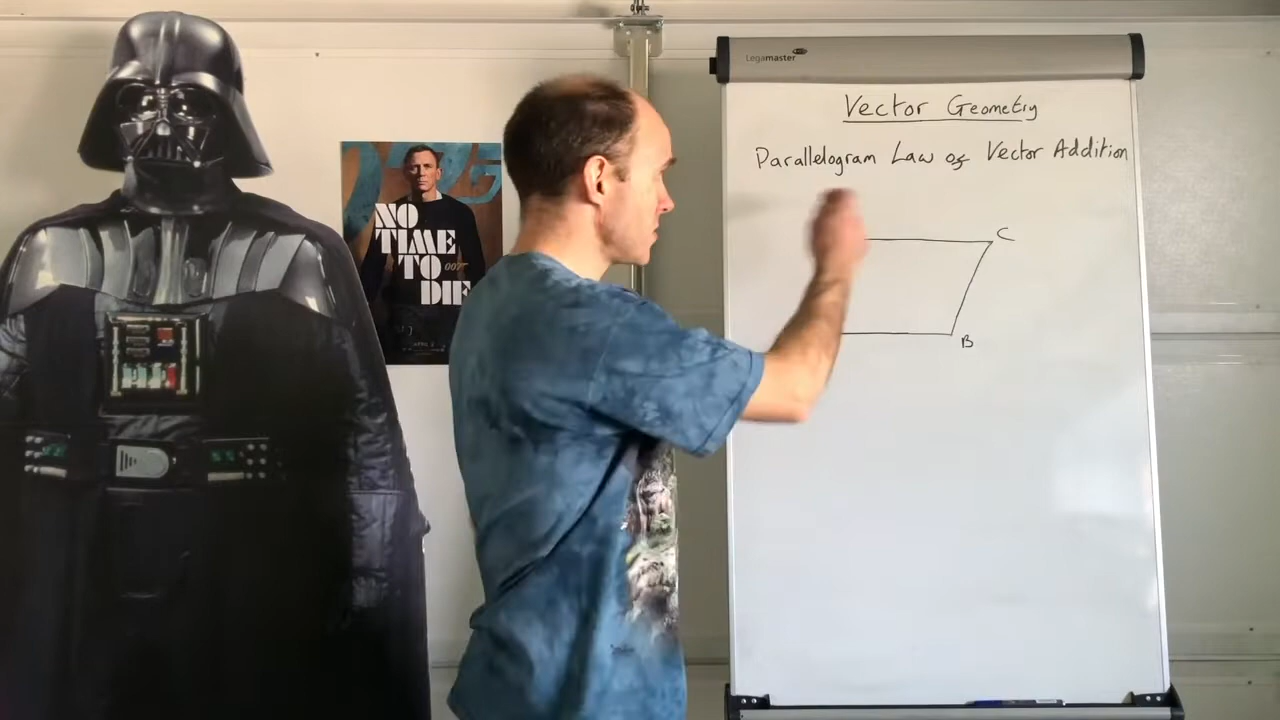 Legamaster
Vector Geometry
Parallelogram Law of Vector Addition
C
B
NO
TIME
TO
007
DIE